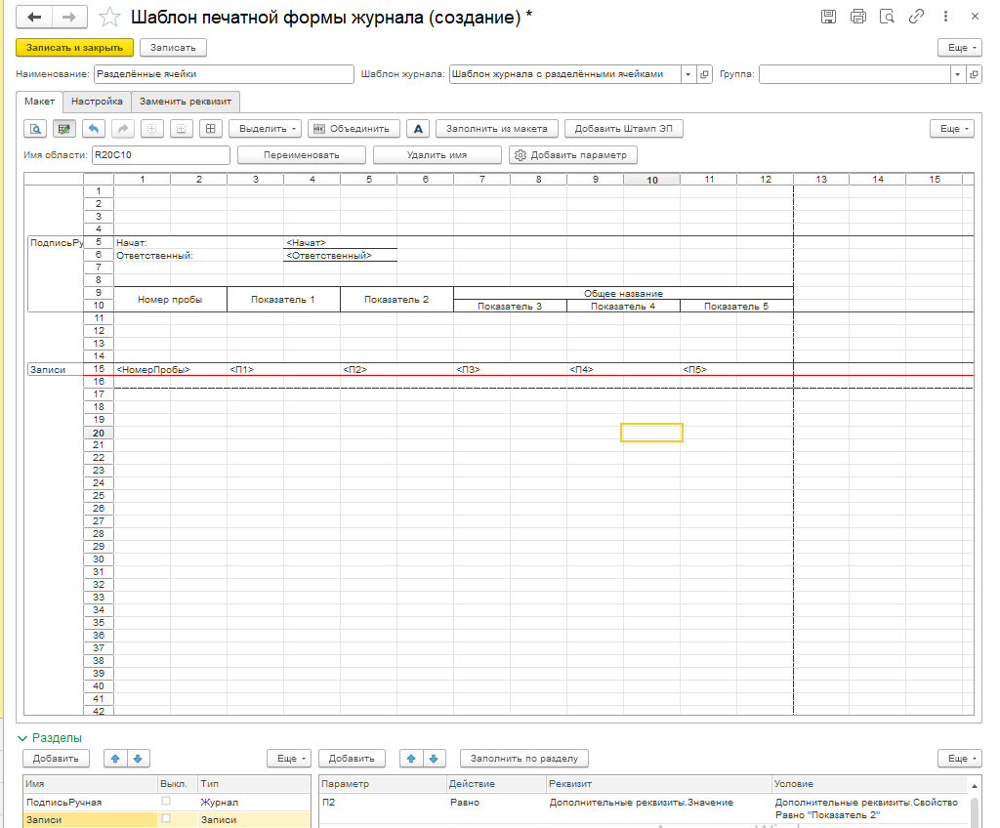 Шаблон печатной формы журнала (создание) *
Записать и закрыть Записать Еще
Наименование: Разделённые ячейки Шаблон журнала: Шаблон журнала с разделёнными ячейками Группа:
Макет Настройка Заменить реквизит
Выделить Объединить А Заполнить из макета Добавить Штамп ЭП Еще
Имя области: R20C10 Переименовать Удалить имя Добавить параметр
1 2 3 4 5 6 7 8 9 10 11 12 13 14 15
1
2
3
4
ПодписьРу 5 Начат: <Начат>
6 Ответственный: <Ответственный>
7
8
9 Номер пробы Показатель 1 Показатель 2 Общее название
10 Показатель 3 Показатель 4 Показатель 5
11
12
13
14
Записи 15 <НомерПробы> <П1> <П2> <П3> <П4> <П5>
16
17
18
19
20
21
22
23
24
25
26
27
28
29
30
31
32
33
34
35
36
37
38
39
40
41
42
Разделы
Добавить Еще Добавить Заполнить по разделу Еще
Имя Выкл. Тип Параметр Действие Реквизит Условие
ПодписьРучная Журнал П2 Равно Дополнительные реквизиты.Значение Дополнительные реквизиты.Свойство
Записи Записи Равно "Показатель 2"